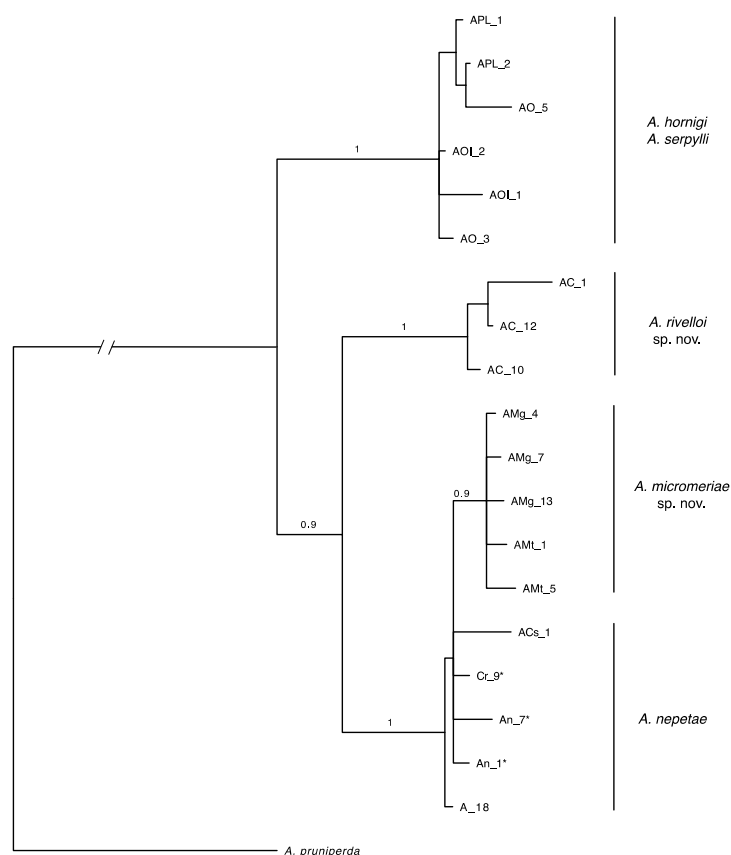 APL_1
APL_2
AO_5
A. hornigi
A. serpylli
1
AOI_2
AOI_1
AO_3
AC_1
1
AC_12
A. rivelloi
sp. nov.
AC_10
AMg_4
AMg_7
0.9
AMg_13
A. micromeriae
sp. nov.
0.9
AMt_1
AMt_5
ACs_1
Cr_9*
1
An_7*
A. nepetae
An_1*
A_18
A. pruniperda